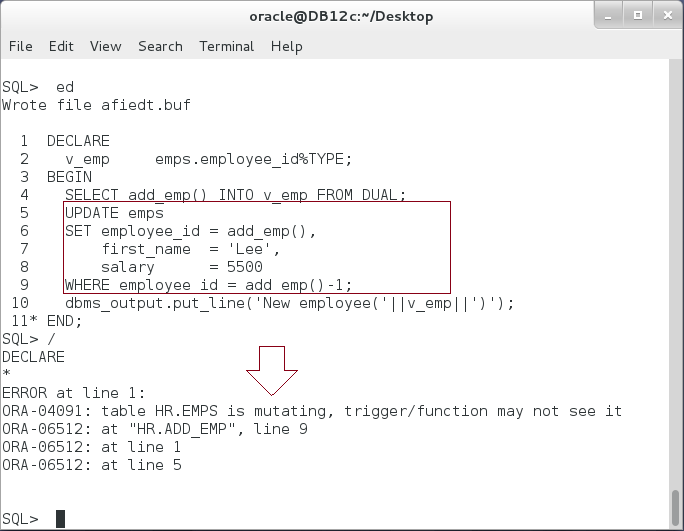 oracle@DB12c:~/Desktop
File Edit View Search Terminal Help
SQL> ed
Wrote file afiedt.buf
1 DECLARE
2 v_emp emps.employee_id%TYPE;
3 BEGIN
4 SELECT add_emp() INTO v_emp FROM DUAL;
5 UPDATE emps
6 SET employee_id = add_emp(),
7 first_name = 'Lee',
8 salary = 5500
9 WHERE employee_id = add_emp()-1;
10 dbms_output.put_line('New employee('||v_emp||')');
11* END;
SQL> /
DECLARE
*
ERROR at line 1:
ORA-04091: table HR.EMPS is mutating, trigger/function may not see it
ORA-06512: at "HR.ADD_EMP", line 9
ORA-06512: at line 1
ORA-06512: at line 5
SQL>